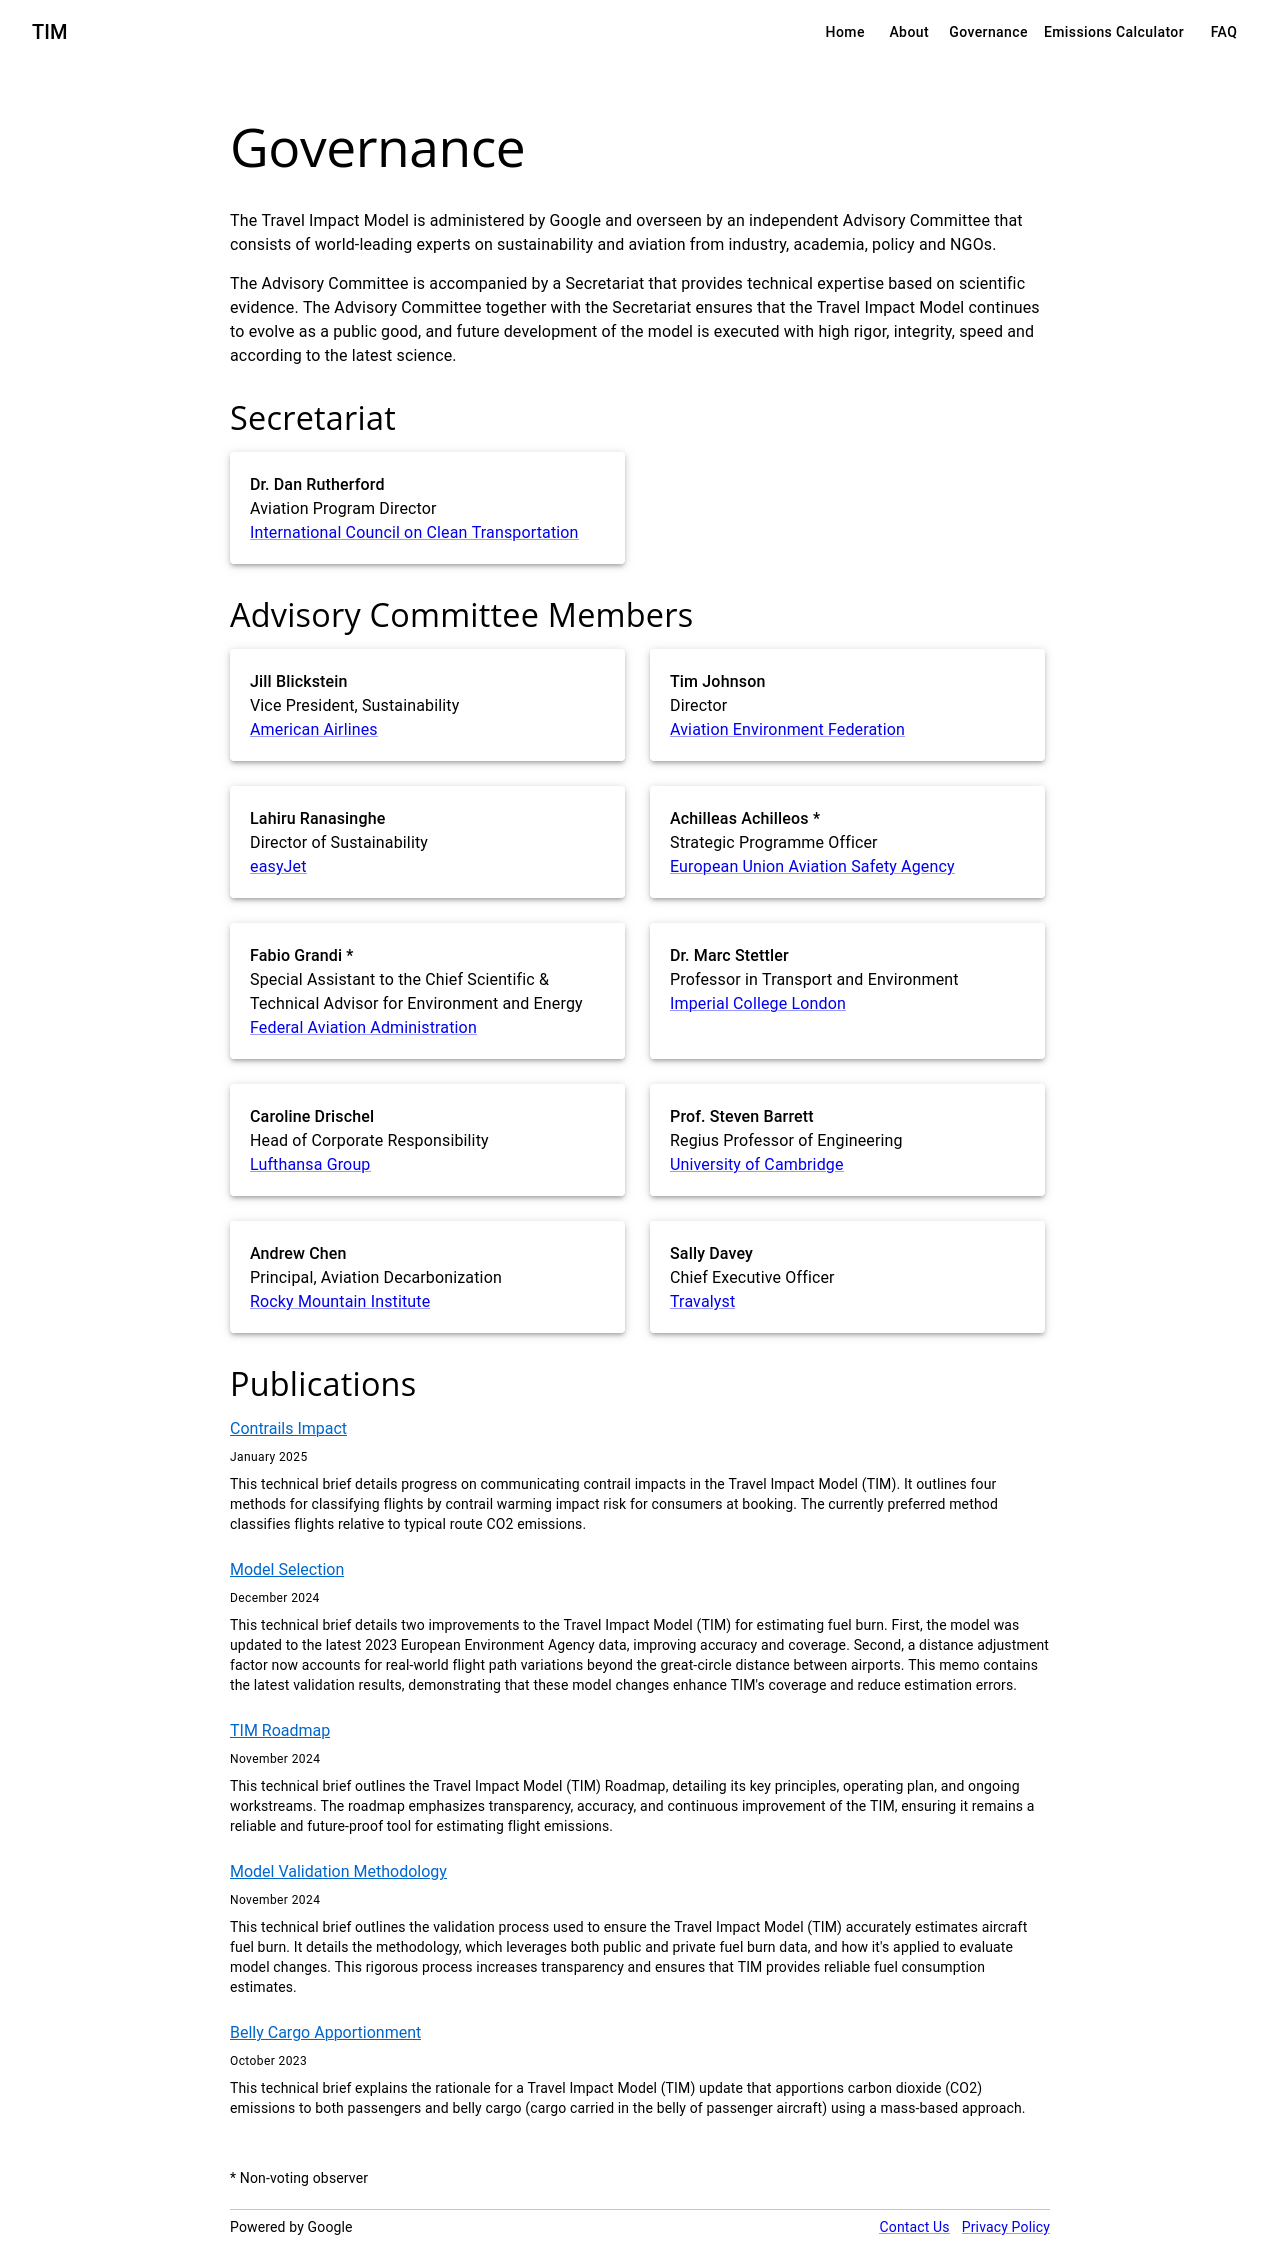 TIM
Home About Governance Emissions Calculator FAQ
Governance
The Travel Impact Model is administered by Google and overseen by an independent Advisory Committee that
consists of world-leading experts on sustainability and aviation from industry, academia, policy and NGOs.
The Advisory Committee is accompanied by a Secretariat that provides technical expertise based on scientific
evidence. The Advisory Committee together with the Secretariat ensures that the Travel Impact Model continues
to evolve as a public good, and future development of the model is executed with high rigor, integrity, speed and
according to the latest science.
Secretariat
Dr. Dan Rutherford
Aviation Program Director
International Council on Clean Transportation
Advisory Committee Members
Jill Blickstein
Vice President, Sustainability
American Airlines
Tim Johnson
Director
Aviation Environment Federation
Lahiru Ranasinghe
Director of Sustainability
easyJet
Achilleas Achilleos *
Strategic Programme Officer
European Union Aviation Safety Agency
Fabio Grandi *
Special Assistant to the Chief Scientific &
Technical Advisor for Environment and Energy
Federal Aviation Administration
Dr. Marc Stettler
Professor in Transport and Environment
Imperial College London
Caroline Drischel
Head of Corporate Responsibility
Lufthansa Group
Prof. Steven Barrett
Regius Professor of Engineering
University of Cambridge
Andrew Chen
Principal, Aviation Decarbonization
Rocky Mountain Institute
Sally Davey
Chief Executive Officer
Travalyst
Publications
Contrails Impact
January 2025
This technical brief details progress on communicating contrail impacts in the Travel Impact Model (TIM). It outlines four
methods for classifying flights by contrail warming impact risk for consumers at booking. The currently preferred method
classifies flights relative to typical route CO2 emissions.
Model Selection
December 2024
This technical brief details two improvements to the Travel Impact Model (TIM) for estimating fuel burn. First, the model was
updated to the latest 2023 European Environment Agency data, improving accuracy and coverage. Second, a distance adjustment
factor now accounts for real-world flight path variations beyond the great-circle distance between airports. This memo contains
the latest validation results, demonstrating that these model changes enhance TIM's coverage and reduce estimation errors.
TIM Roadmap
November 2024
This technical brief outlines the Travel Impact Model (TIM) Roadmap, detailing its key principles, operating plan, and ongoing
workstreams. The roadmap emphasizes transparency, accuracy, and continuous improvement of the TIM, ensuring it remains a
reliable and future-proof tool for estimating flight emissions.
Model Validation Methodology
November 2024
This technical brief outlines the validation process used to ensure the Travel Impact Model (TIM) accurately estimates aircraft
fuel burn. It details the methodology, which leverages both public and private fuel burn data, and how it's applied to evaluate
model changes. This rigorous process increases transparency and ensures that TIM provides reliable fuel consumption
estimates.
Belly Cargo Apportionment
October 2023
This technical brief explains the rationale for a Travel Impact Model (TIM) update that apportions carbon dioxide (CO2)
emissions to both passengers and belly cargo (cargo carried in the belly of passenger aircraft) using a mass-based approach.
* Non-voting observer
Powered by Google
Contact Us Privacy Policy